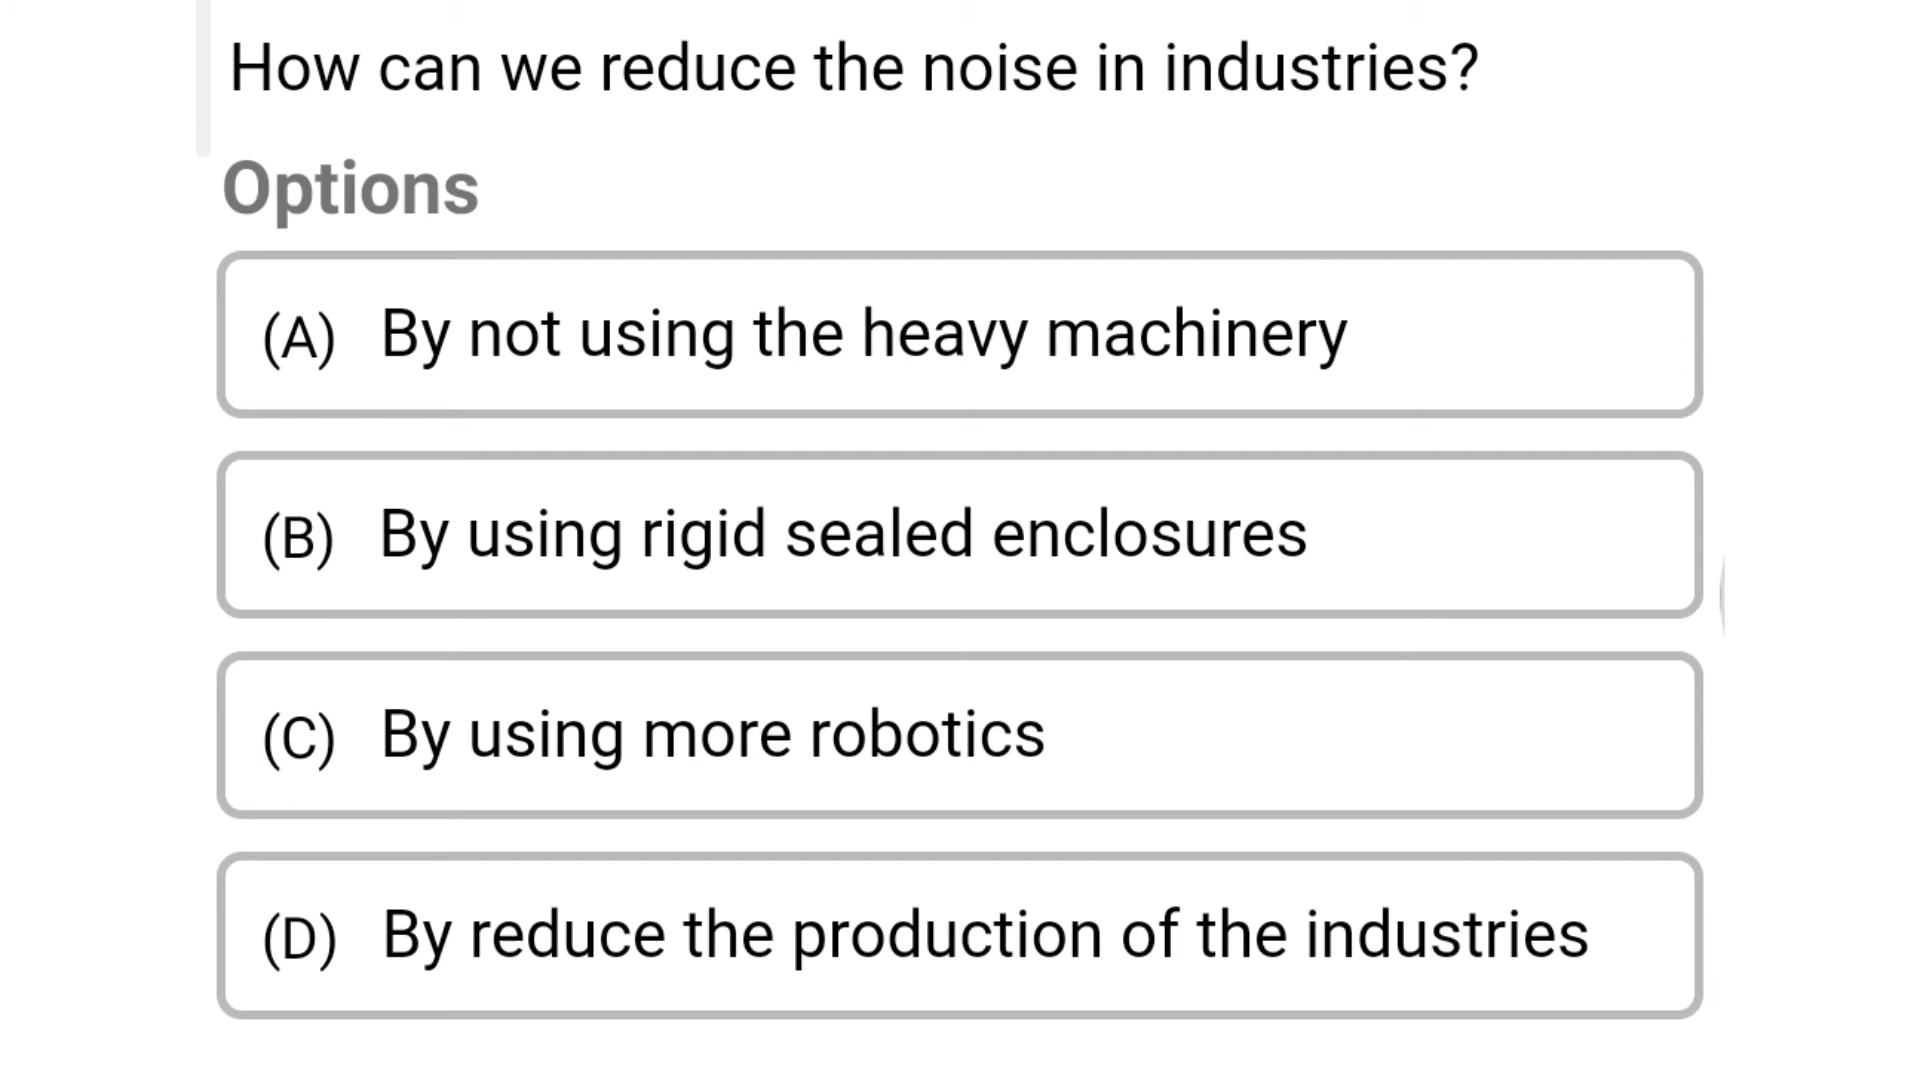 How can we reduce the noise in industries?
Options
(A) By not using the heavy machinery
(B) By using rigid sealed enclosures
(C) By using more robotics
(D) By reduce the production of the industries